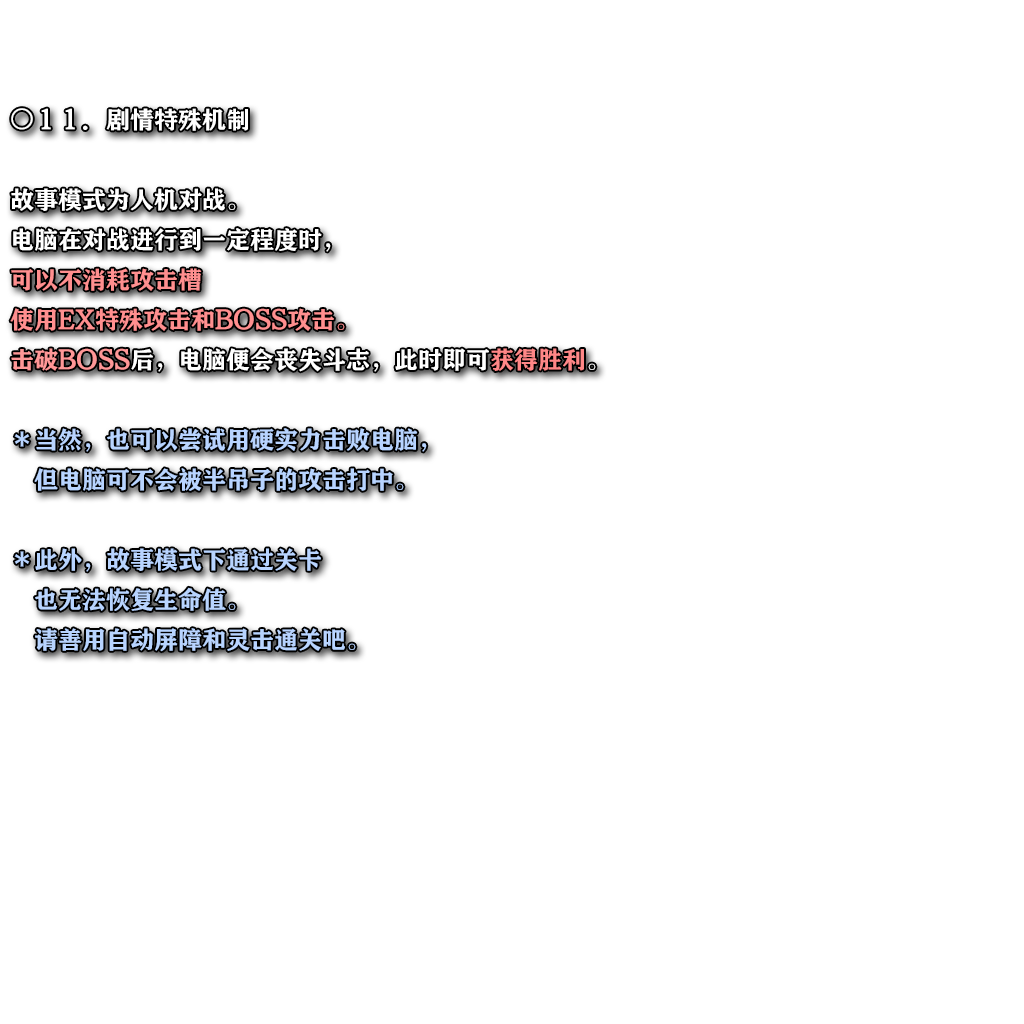 ◎１１．剧情特殊机制
故事模式为人机对战。
电脑在对战进行到一定程度时，
可以不消耗攻击槽
使用EX特殊攻击和BOSS攻击。
击破BOSS后，电脑便会丧失斗志，此时即可获得胜利。
＊当然，也可以尝试用硬实力击败电脑，
但电脑可不会被半吊子的攻击打中。
＊此外，故事模式下通过关卡
也无法恢复生命值。
请善用自动屏障和灵击通关吧。